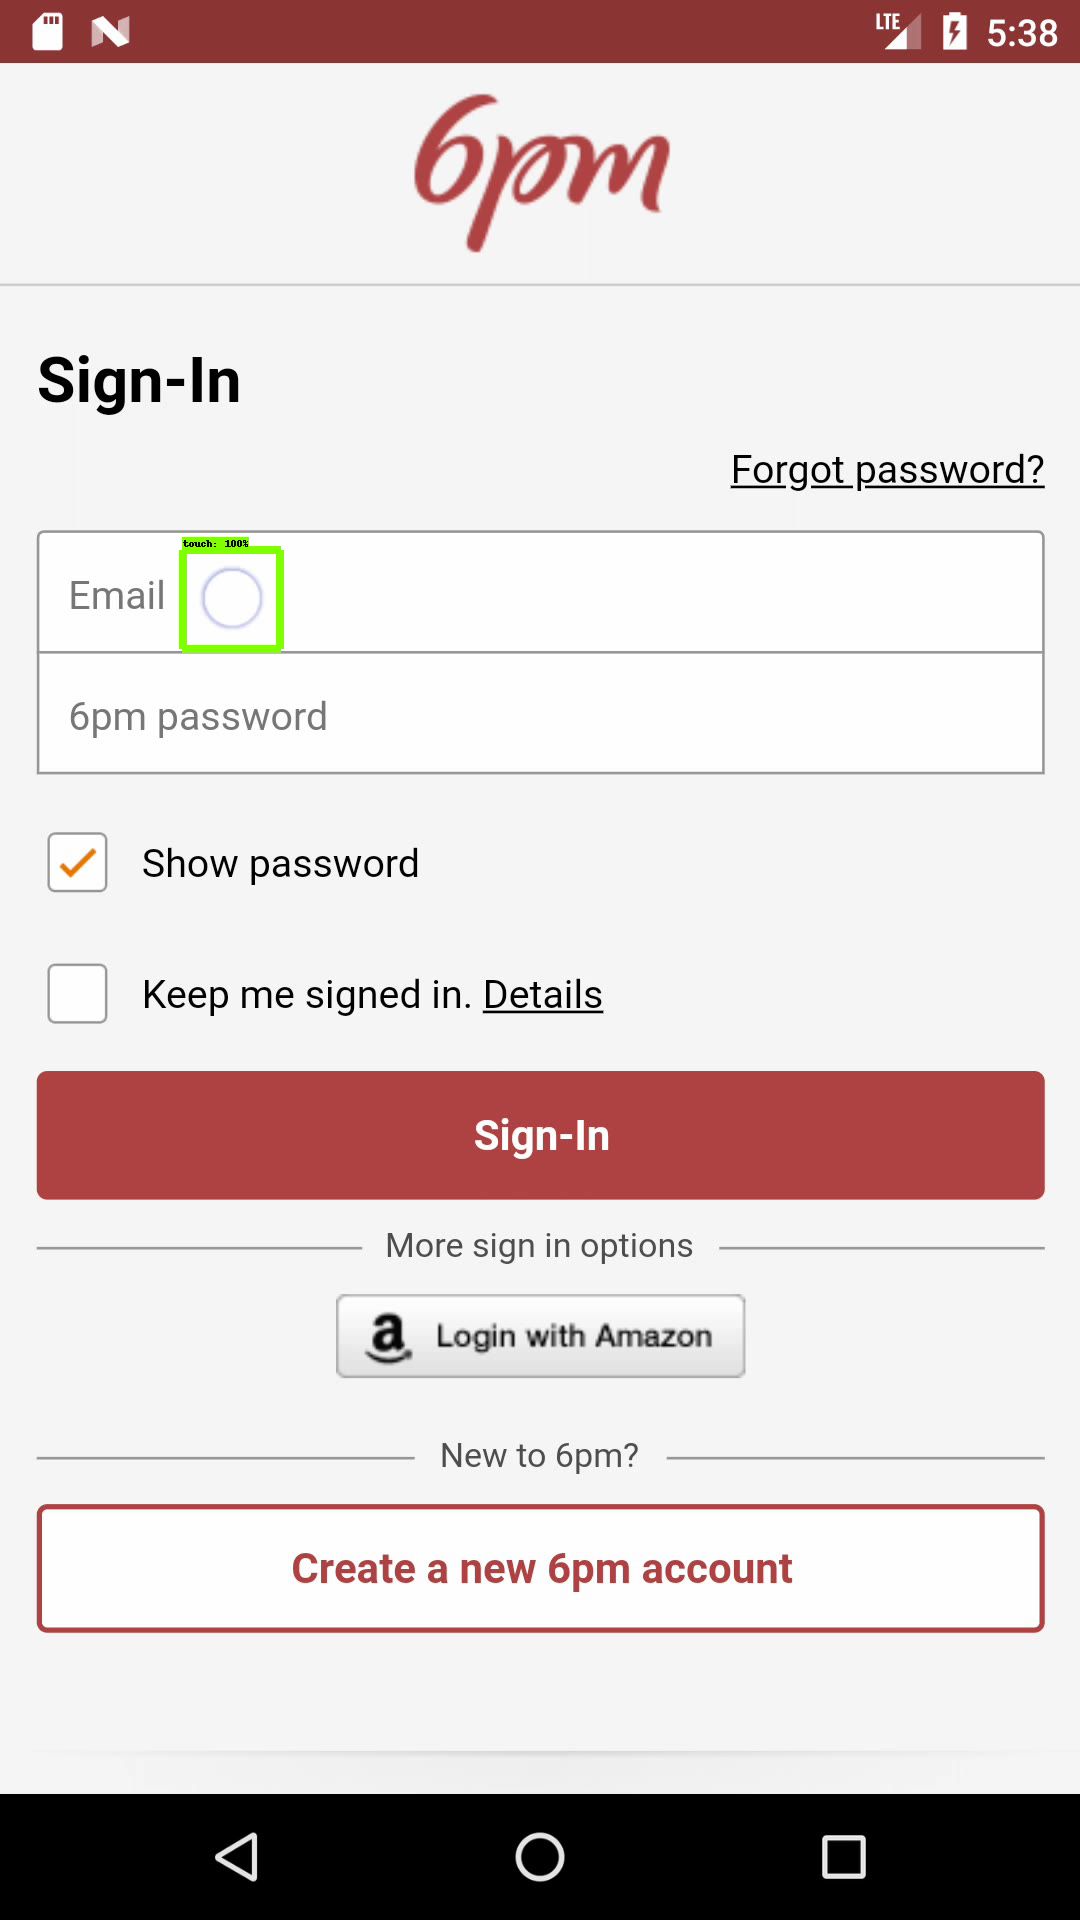 LTE 5:38
6pm
Sign-In
Forgot password?
touch: 100%
Email
6pm password
Show password
Keep me signed in. Details
Sign-In
More sign in options
a Login with Amazon
New to 6pm?
Create a new 6pm account